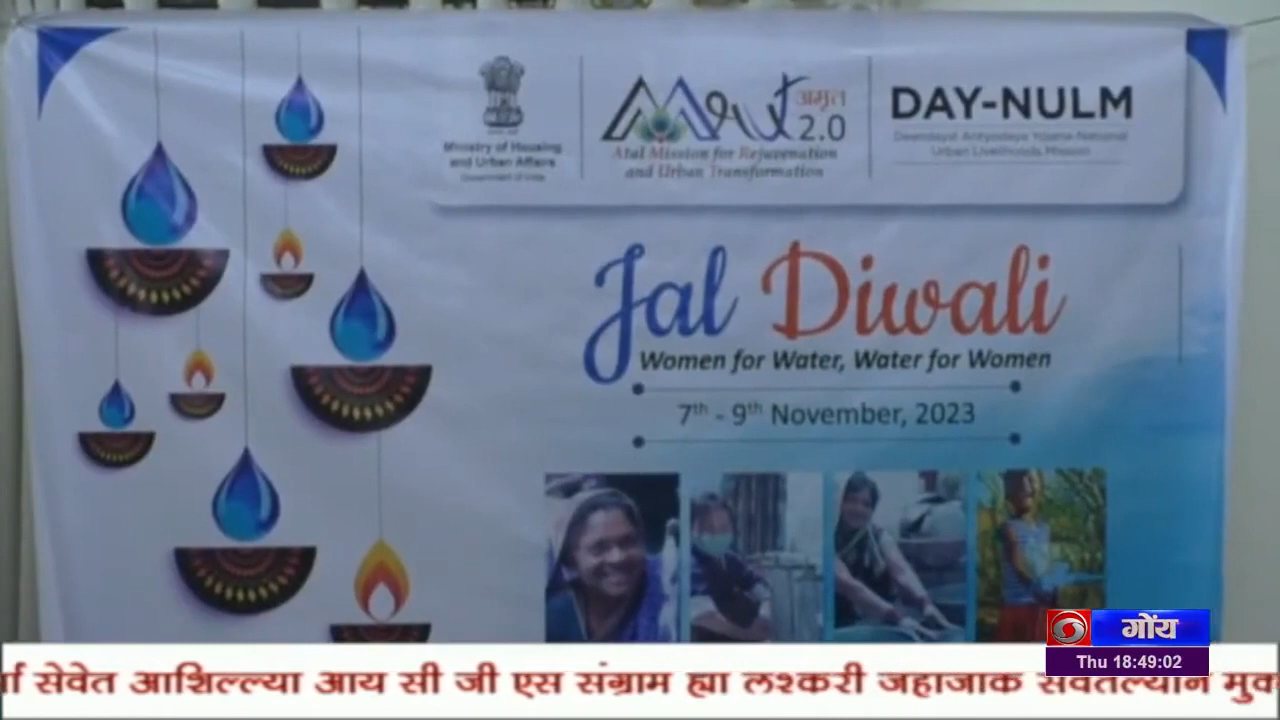 Ministry of Housing
and Urban Affairs
Government of India
अमृत
2.0
Atal Mission for Rejuvenation
and Urban Transformation
DAY-NULM
Deendayal Antyodaya Yojana-National
Urban Livelihoods Mission
Jal Diwali
Women for Water, Water for Women
7th - 9th November, 2023
गोंय
Thu 18:49:02
सेवेत आशिल्ल्या आय सी जी एस संग्राम ह्या लश्करी जहाजाक